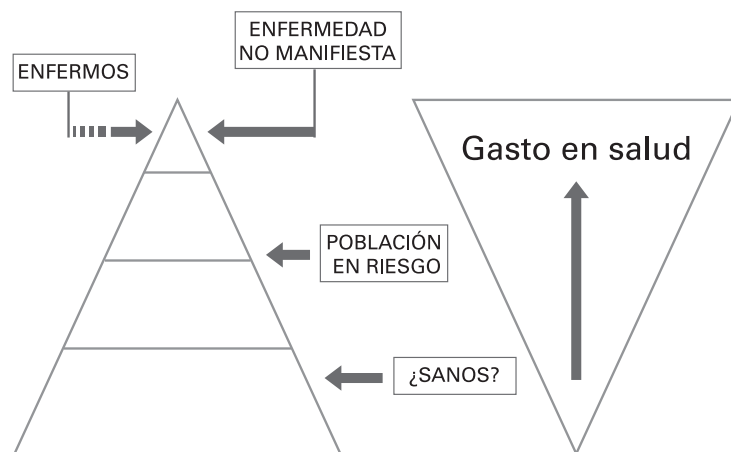 ENFERMEDAD
NO MANIFIESTA
ENFERMOS
Gasto en salud
POBLACIÓN
EN RIESGO
¿SANOS?